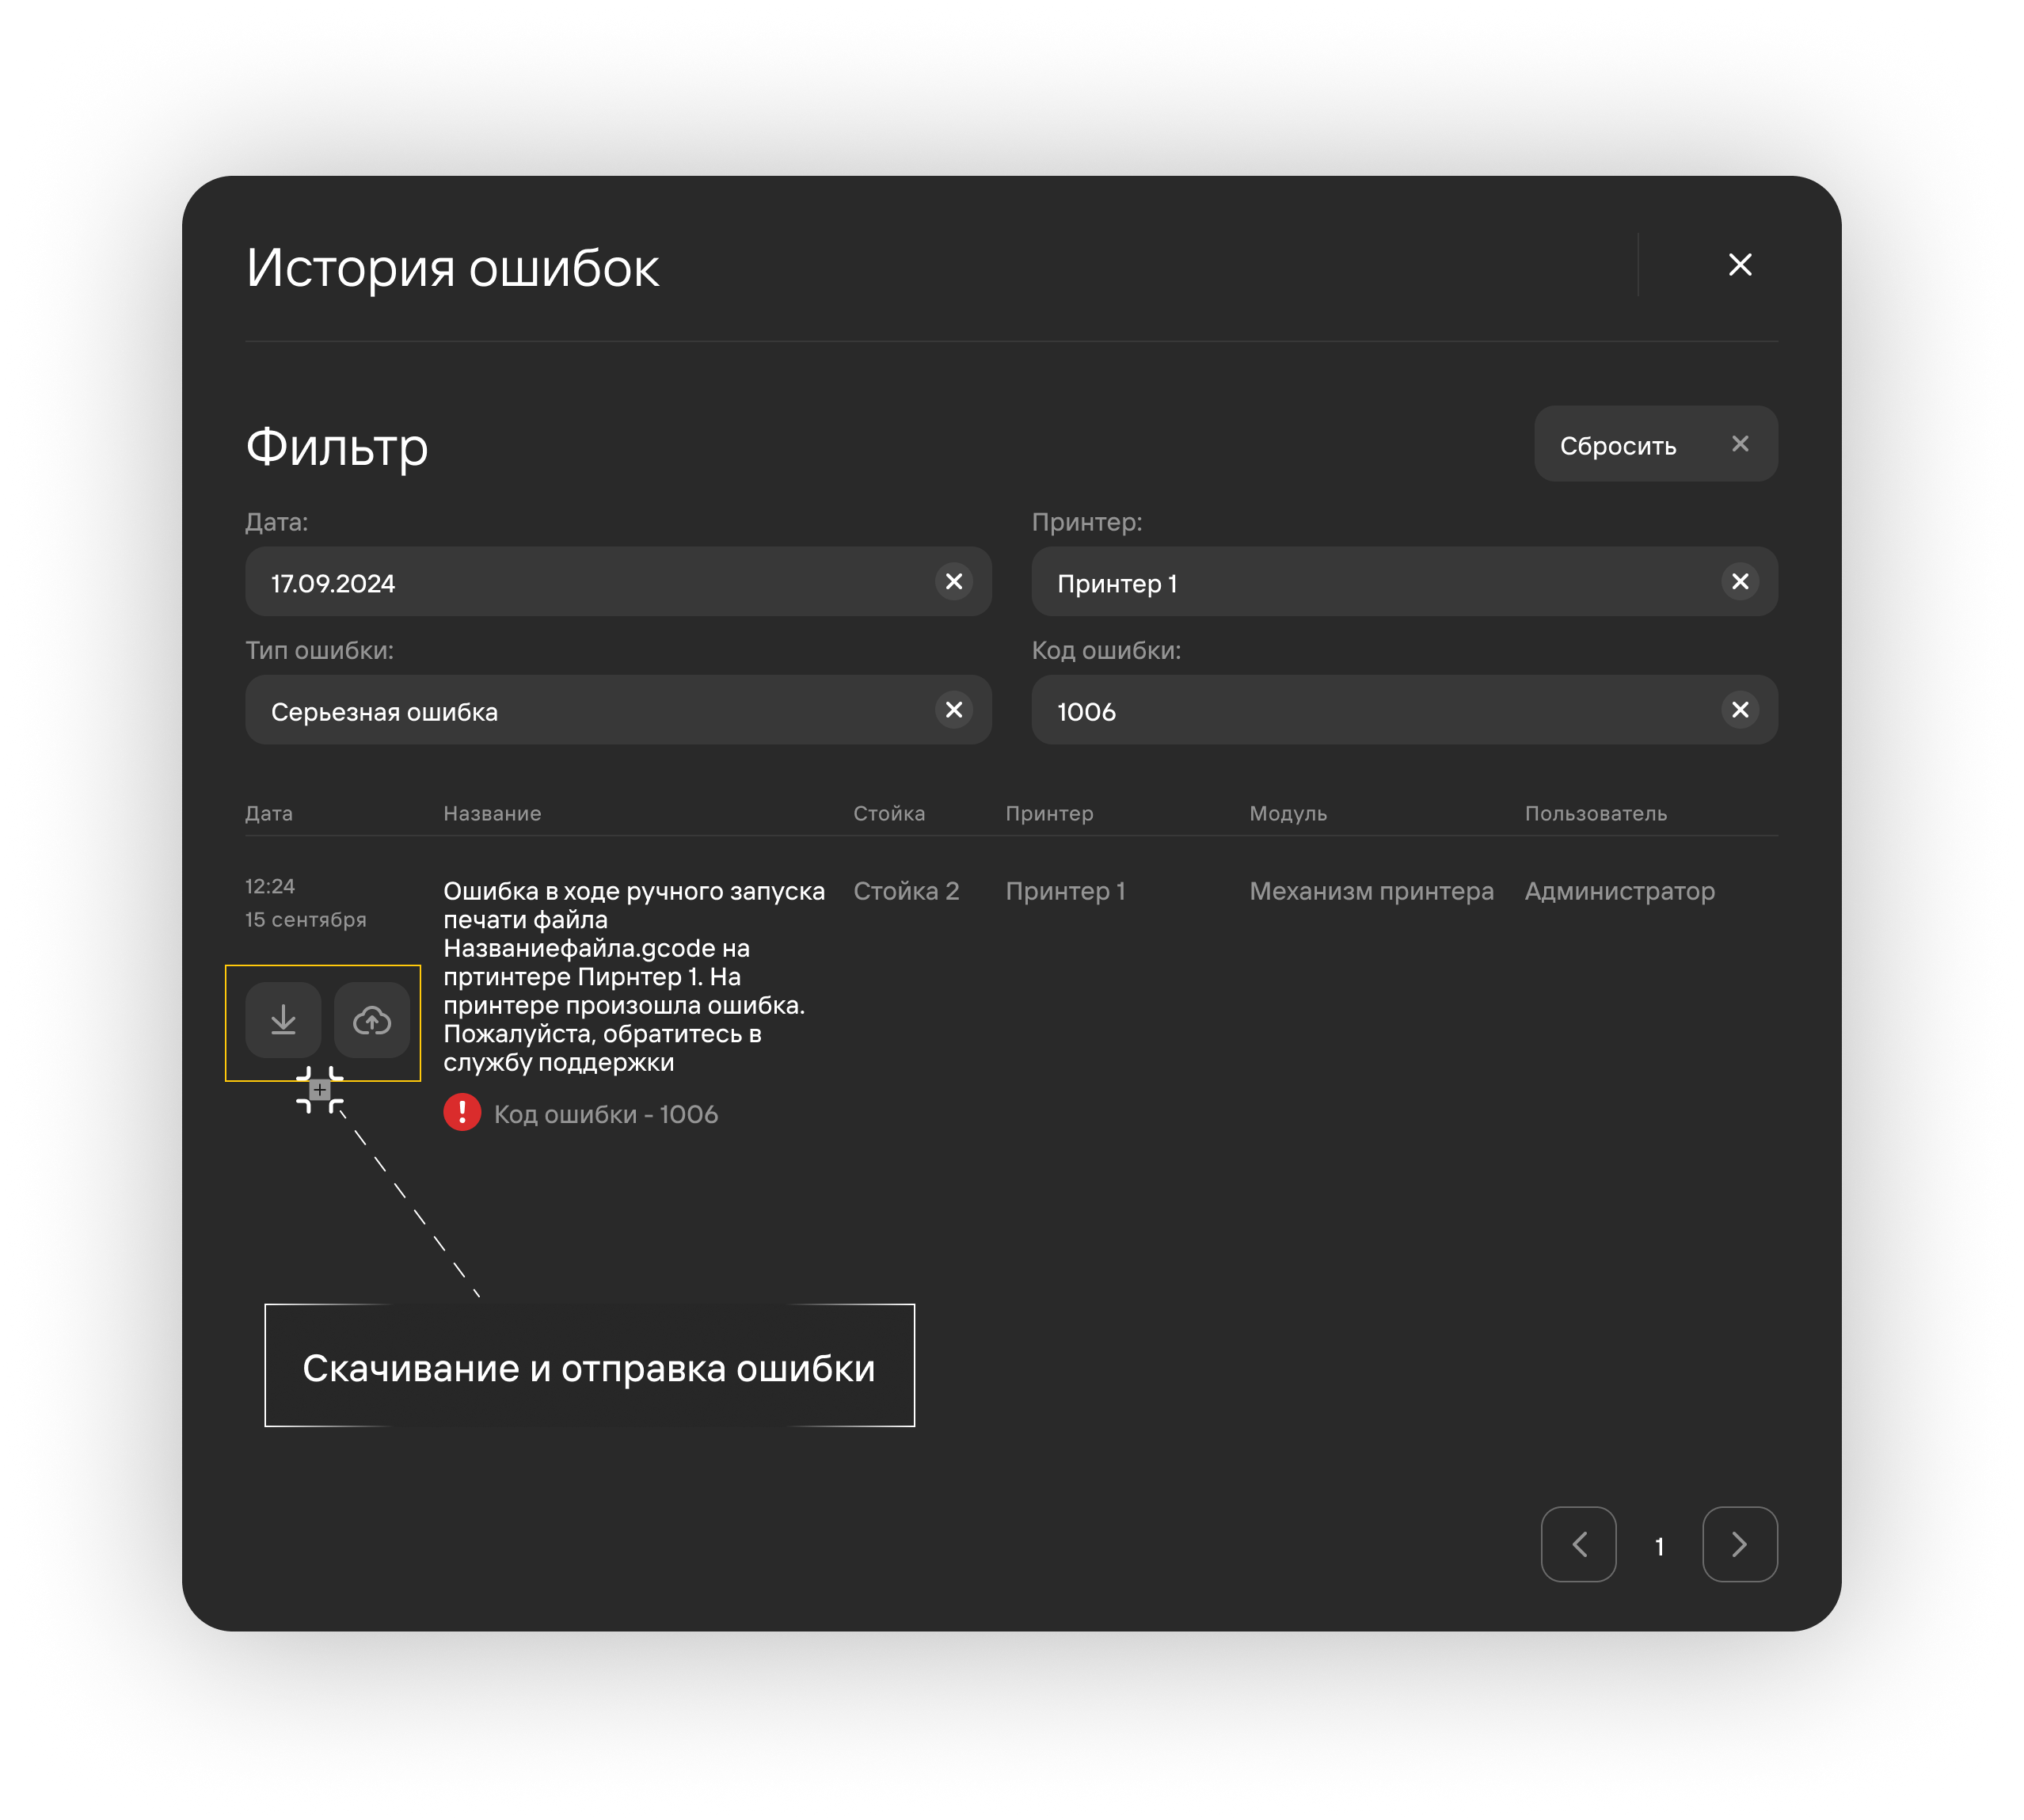 История ошибок
Фильтр
Сбросить
Дата:
Принтер:
17.09.2024
Принтер 1
Тип ошибки:
Код ошибки:
Серьезная ошибка
1006
Дата
Название
Стойка
Принтер
Модуль
Пользователь
12:24
15 сентября
Ошибка в ходе ручного запуска
печати файла
Названиефайла.gcode на
пртинтере Пирнтер 1. На
принтере произошла ошибка.
Пожалуйста, обратитесь в
службу поддержки
Код ошибки - 1006
Стойка 2
Принтер 1
Механизм принтера
Администратор
Скачивание и отправка ошибки
1